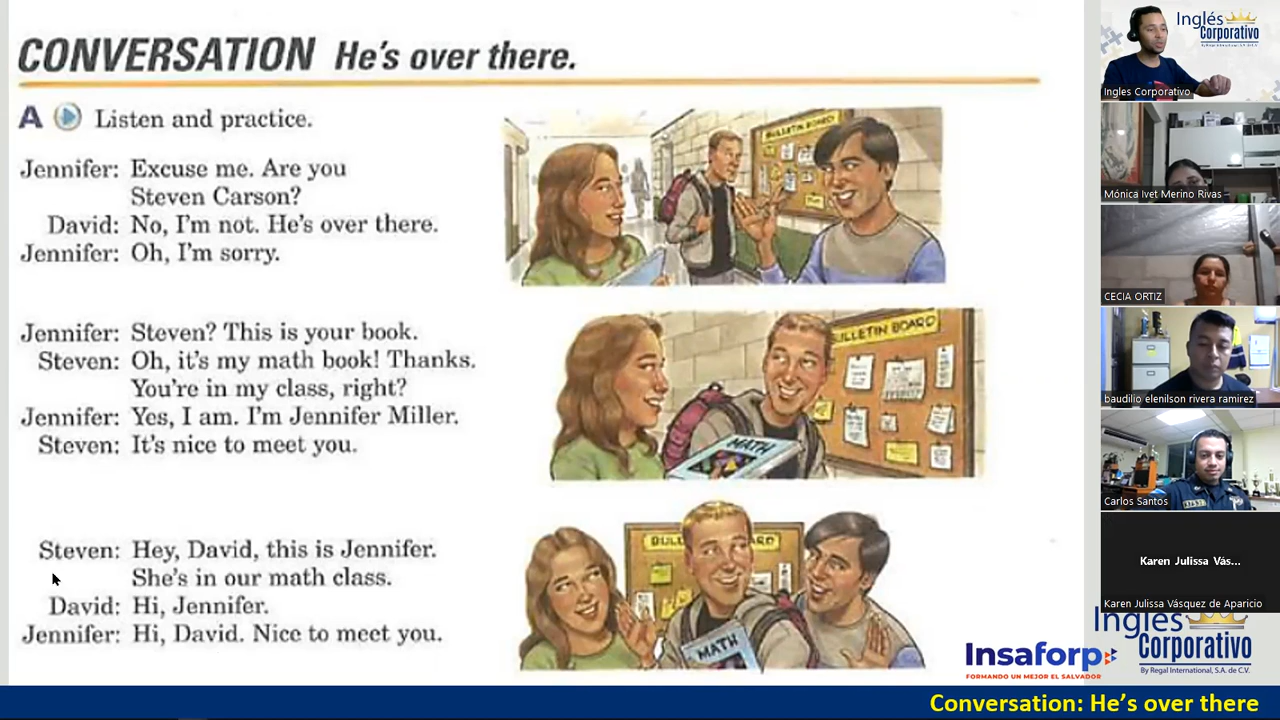 CONVERSATION He's over there.
A Listen and practice.
Jennifer: Excuse me. Are you
Steven Carson?
David: No, I'm not. He's over there.
Jennifer: Oh, I'm sorry.
BULLETIN BOARD
Jennifer: Steven? This is your book.
Steven: Oh, it's my math book! Thanks.
You're in my class, right?
Jennifer: Yes, I am. I'm Jennifer Miller.
Steven: It's nice to meet you.
BULLETIN BOARD
MATH
Steven: Hey, David, this is Jennifer.
She's in our math class.
David: Hi, Jennifer.
Jennifer: Hi, David. Nice to meet you.
MATH
Inglés
Corporativo
By Regal International, S.A. de C.V.
Ingles Corporativo
Mónica Ivet Merino Rivas
CECIA ORTIZ
baudilio elenilson rivera ramirez
Carlos Santos
Karen Julissa Vás...
Karen Julissa Vásquez de Aparicio
Insaforp
FORMANDO UN MEJOR EL SALVADOR
Inglés
Corporativo
By Regal International, S.A. de C.V.
Conversation: He's over there